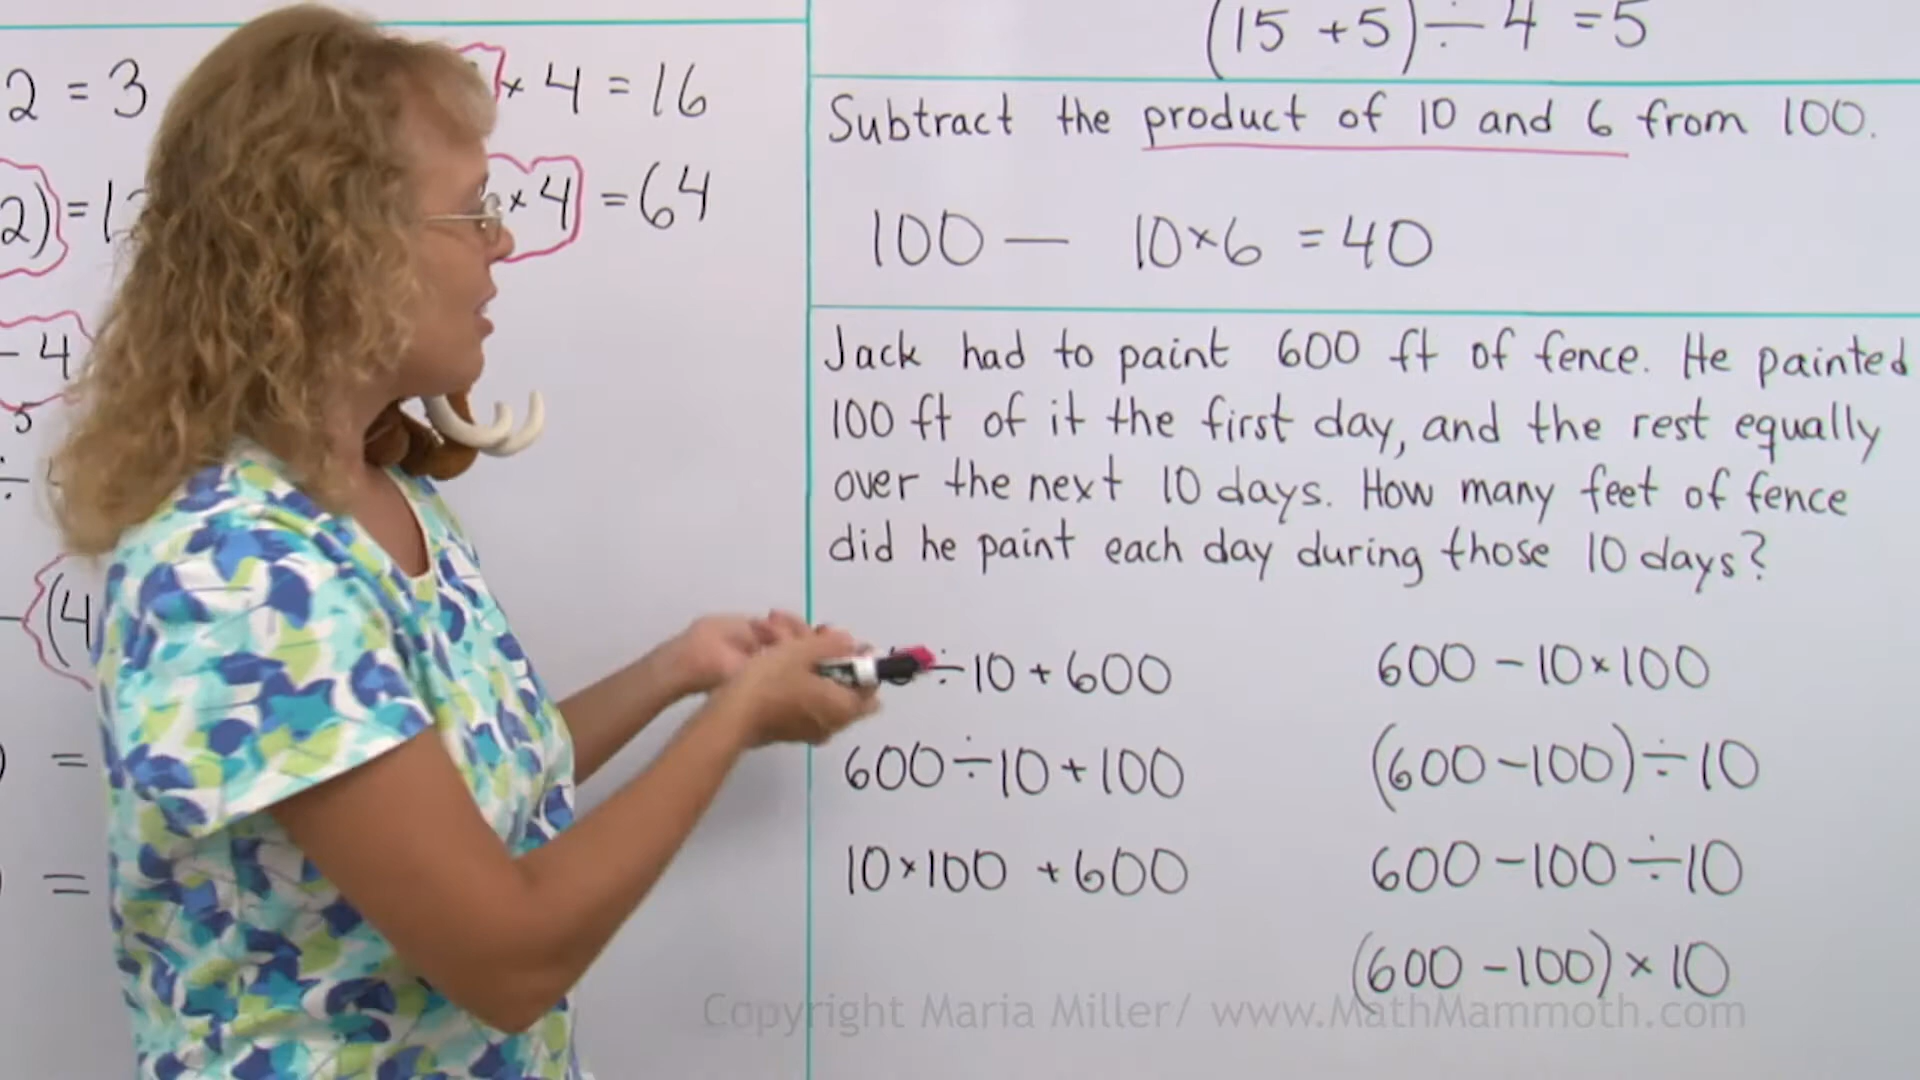 2 = 3
× 4 = 16
2) = 1
× 4 = 64
- 4
5
÷
- (4
=
=
(15 + 5) ÷ 4 = 5
Subtract the product of 10 and 6 from 100.
100 — 10×6 = 40
Jack had to paint 600 ft of fence. He painted
100 ft of it the first day, and the rest equally
over the next 10 days. How many feet of fence
did he paint each day during those 10 days?
÷ 10 + 600
600 - 10×100
600 ÷ 10 + 100
(600 - 100) ÷ 10
10×100 + 600
600 - 100 ÷ 10
(600 - 100) × 10
Copyright Maria Miller/ www.MathMammoth.com